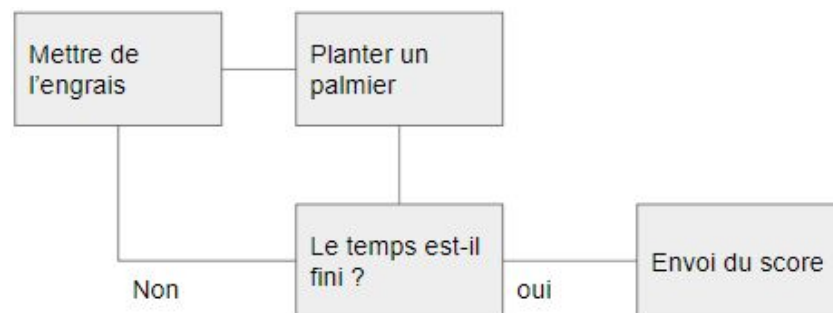 Mettre de
l'engrais
Planter un
palmier
Le temps est-il
fini ?
Envoi du score
Non
oui